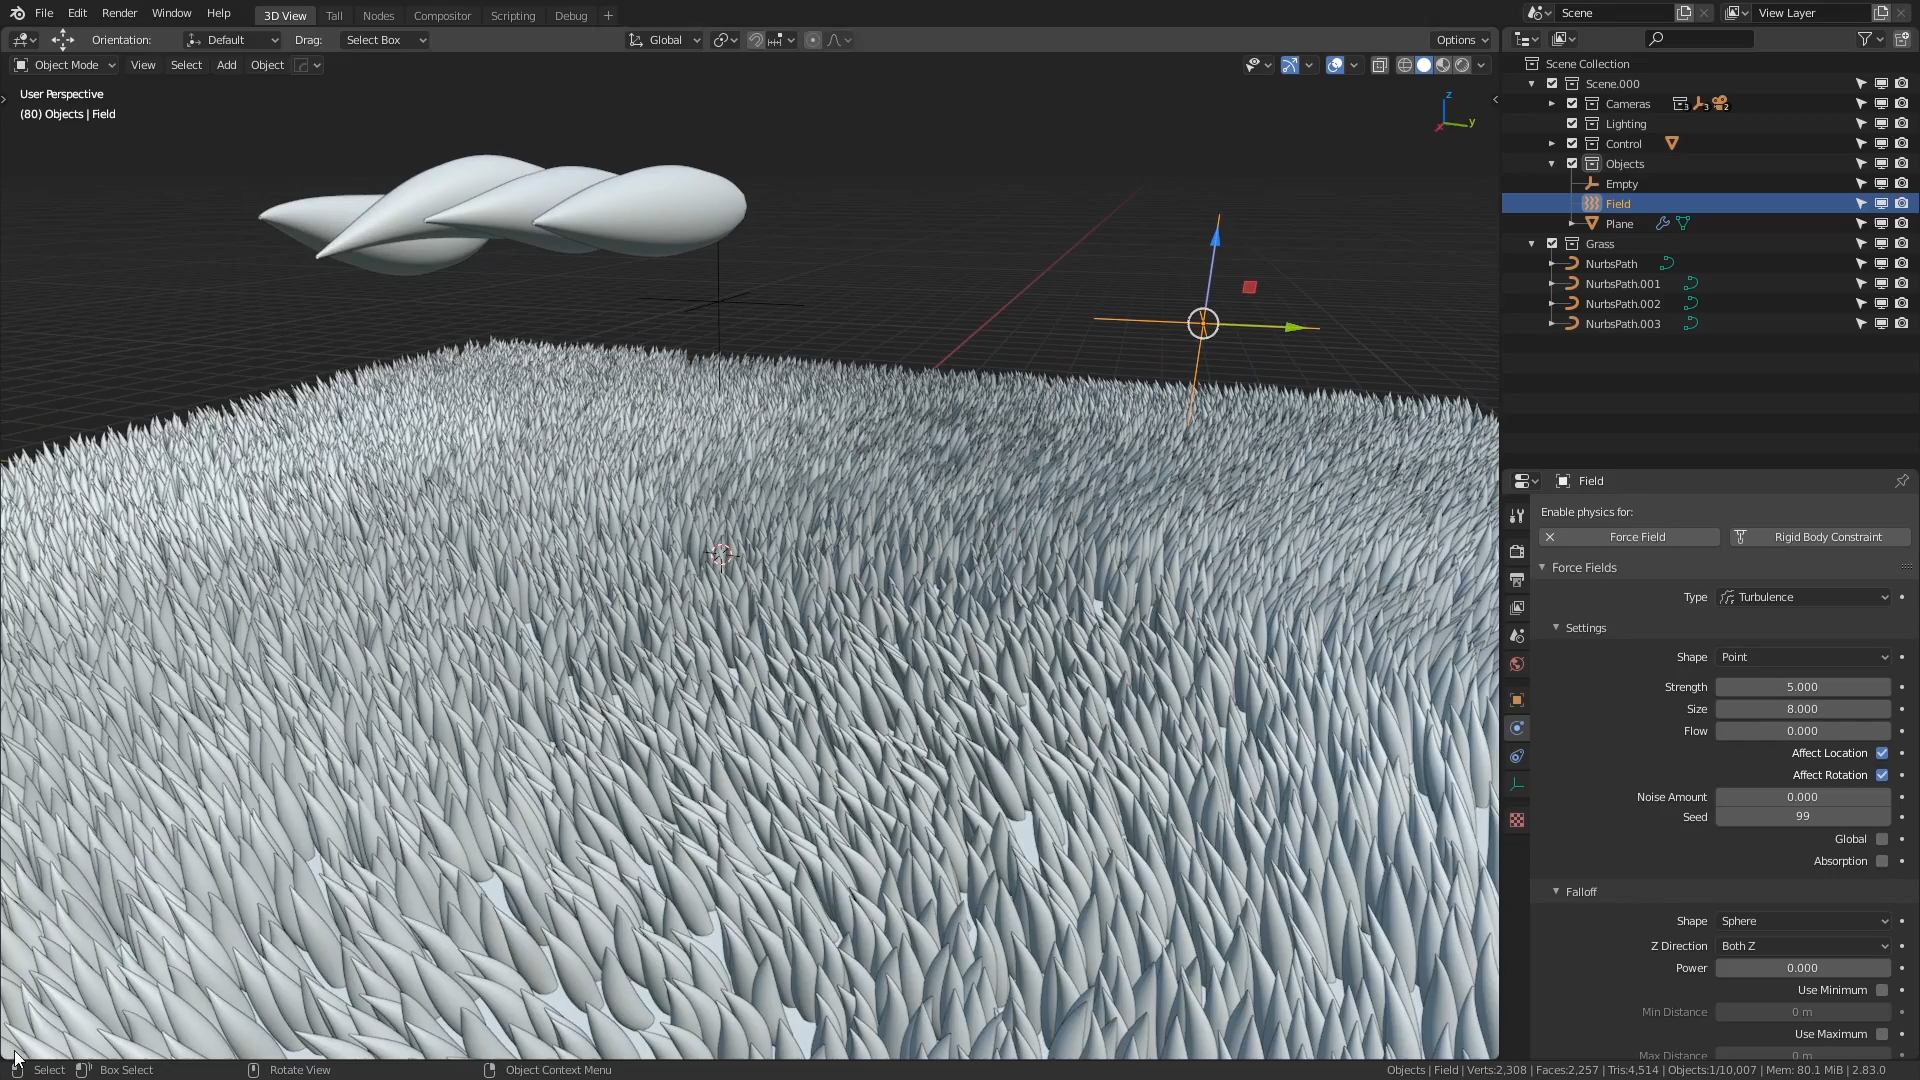 File Edit Render Window Help 3D View Tall Nodes Compositor Scripting Debug + Scene View Layer
Orientation: Default Drag: Select Box Global Options
Object Mode View Select Add Object
User Perspective
(80) Objects | Field
z
y
x
Scene Collection
Scene.000
Cameras 3 3 2
Lighting
Control
Objects
Empty
Field
Plane
Grass
NurbsPath
NurbsPath.001
NurbsPath.002
NurbsPath.003
Field
Enable physics for:
Force Field Rigid Body Constraint
Force Fields
Type Turbulence
Settings
Shape Point
Strength 5.000
Size 8.000
Flow 0.000
Affect Location
Affect Rotation
Noise Amount 0.000
Seed 99
Global
Absorption
Falloff
Shape Sphere
Z Direction Both Z
Power 0.000
Use Minimum
Min Distance 0 m
Use Maximum
Max Distance 0 m
Select Box Select Rotate View Object Context Menu Objects | Field | Verts:2,308 | Faces:2,257 | Tris:4,514 | Objects:1/10,007 | Mem: 80.1 MiB | 2.83.0